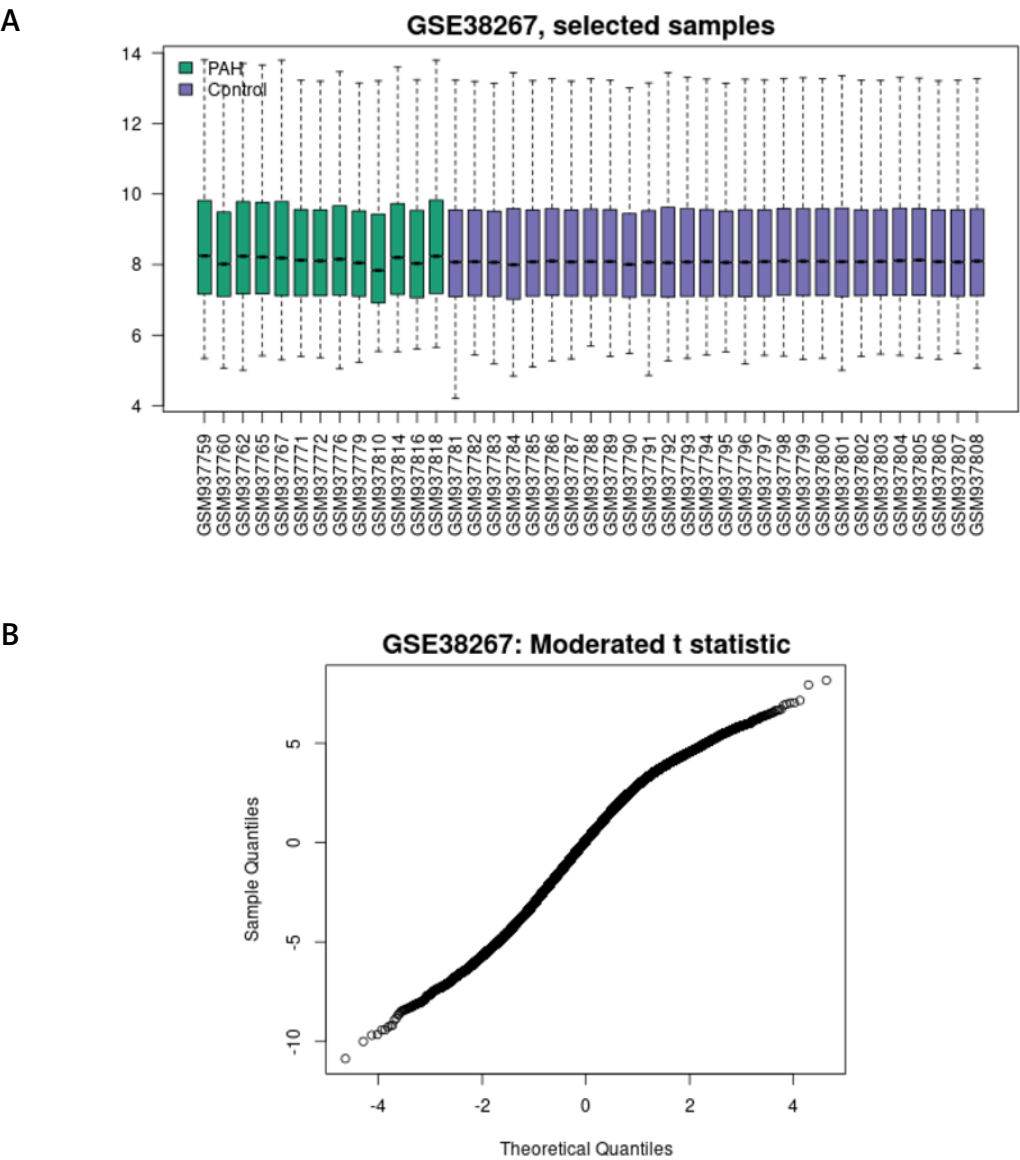 A
GSE38267, selected samples
14
12
10
8
6
4
PAH
Control
GSM937759
GSM937760
GSM937762
GSM937765
GSM937767
GSM937771
GSM937772
GSM937776
GSM937779
GSM937810
GSM937814
GSM937816
GSM937818
GSM937781
GSM937782
GSM937783
GSM937784
GSM937785
GSM937786
GSM937787
GSM937788
GSM937789
GSM937790
GSM937791
GSM937792
GSM937793
GSM937794
GSM937795
GSM937796
GSM937797
GSM937798
GSM937799
GSM937800
GSM937801
GSM937802
GSM937803
GSM937804
GSM937805
GSM937806
GSM937807
GSM937808
B
GSE38267: Moderated t statistic
Sample Quantiles
5
0
-5
-10
-4
-2
0
2
4
Theoretical Quantiles